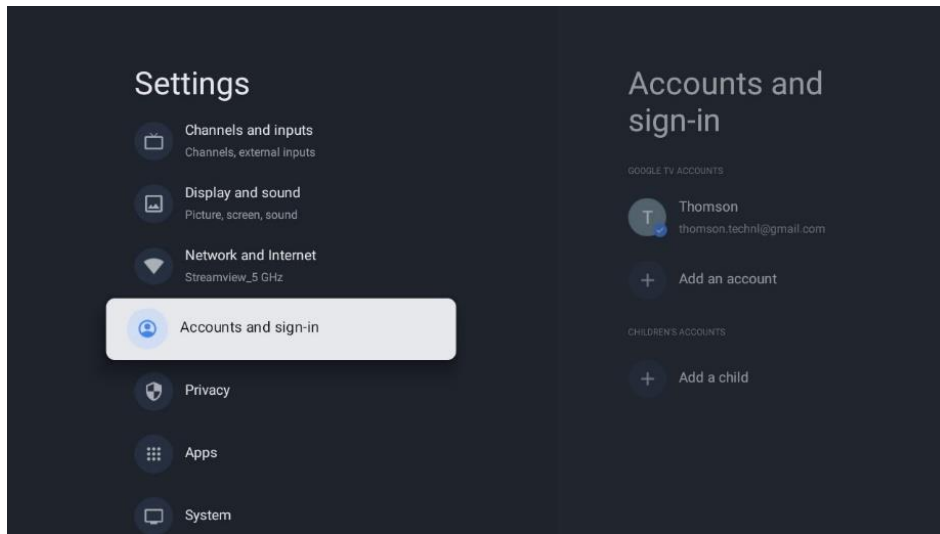 Settings
Channels and inputs
Channels, external inputs
Display and sound
Picture, screen, sound
Network and Internet
Streamview_5 GHz
Accounts and sign-in
Privacy
Apps
System
Accounts and
sign-in
GOOGLE TV ACCOUNTS
T
Thomson
thomson.technl@gmail.com
Add an account
CHILDREN'S ACCOUNTS
Add a child